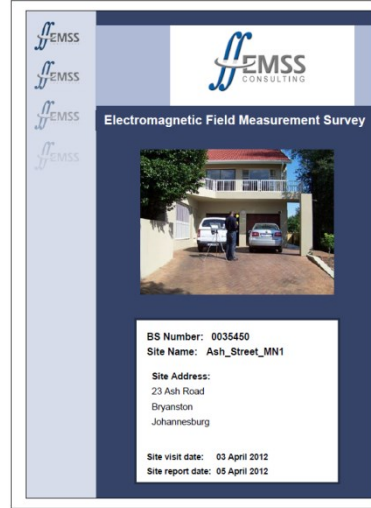 EMSS
EMSS
EMSS
EMSS
EMSS
CONSULTING
Electromagnetic Field Measurement Survey
BS Number: 0035450
Site Name: Ash_Street_MN1
Site Address:
23 Ash Road
Bryanston
Johannesburg
Site visit date: 03 April 2012
Site report date: 05 April 2012